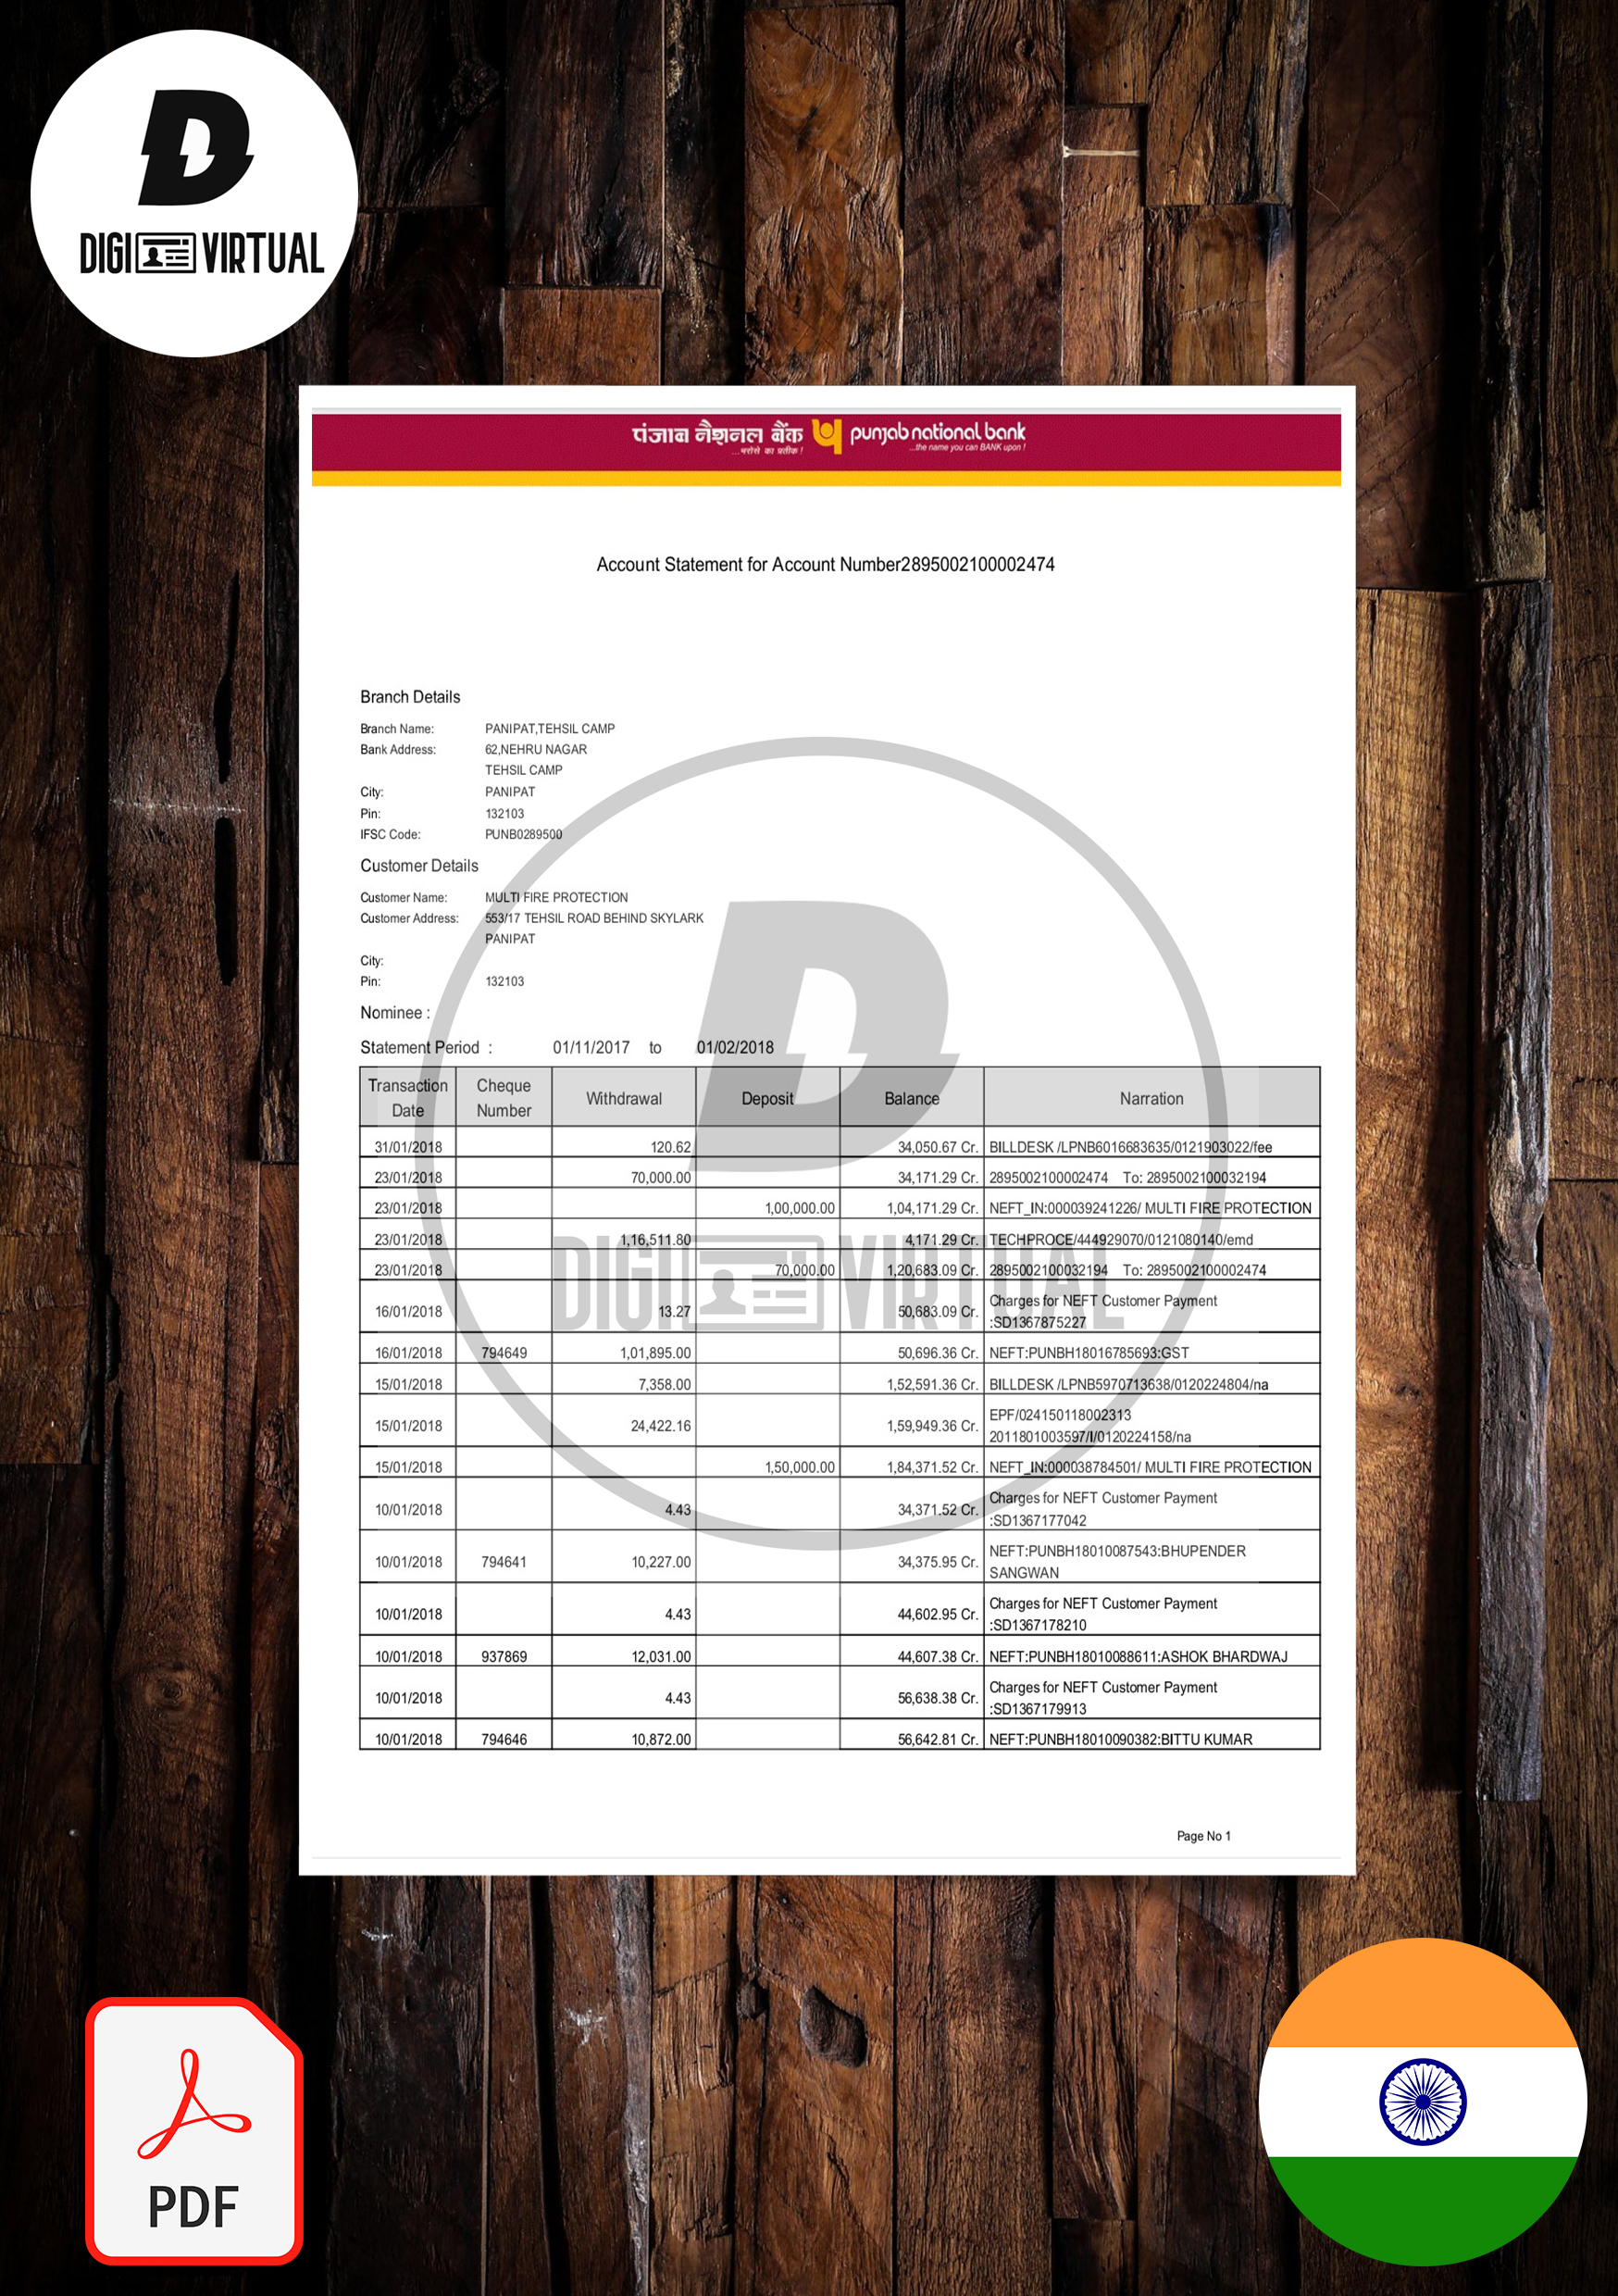 D
DIGI VIRTUAL
पंजाब नैशनल बैंक punjab national bank
...भरोसे का प्रतीक! ...the name you can BANK upon!
Account Statement for Account Number2895002100002474
Branch Details
Branch Name: PANIPAT,TEHSIL CAMP
Bank Address: 62,NEHRU NAGAR
TEHSIL CAMP
City: PANIPAT
Pin: 132103
IFSC Code: PUNB0289500
Customer Details
Customer Name: MULTI FIRE PROTECTION
Customer Address: 553/17 TEHSIL ROAD BEHIND SKYLARK
PANIPAT
City:
Pin: 132103
Nominee :
Statement Period : 01/11/2017 to 01/02/2018
Transaction Date Cheque Number Withdrawal Deposit Balance Narration
31/01/2018 120.62 34,050.67 Cr. BILLDESK /LPNB6016683635/0121903022/fee
23/01/2018 70,000.00 34,171.29 Cr. 2895002100002474 To: 2895002100032194
23/01/2018 1,00,000.00 1,04,171.29 Cr. NEFT_IN:000039241226/ MULTI FIRE PROTECTION
23/01/2018 1,16,511.80 4,171.29 Cr. TECHPROCE/444929070/0121080140/emd
23/01/2018 70,000.00 1,20,683.09 Cr. 2895002100032194 To: 2895002100002474
16/01/2018 13.27 50,683.09 Cr. Charges for NEFT Customer Payment
:SD1367875227
16/01/2018 794649 1,01,895.00 50,696.36 Cr. NEFT:PUNBH18016785693:GST
15/01/2018 7,358.00 1,52,591.36 Cr. BILLDESK /LPNB5970713638/0120224804/na
15/01/2018 24,422.16 1,59,949.36 Cr. EPF/024150118002313
2011801003597/I/0120224158/na
15/01/2018 1,50,000.00 1,84,371.52 Cr. NEFT_IN:000038784501/ MULTI FIRE PROTECTION
10/01/2018 4.43 34,371.52 Cr. Charges for NEFT Customer Payment
:SD1367177042
10/01/2018 794641 10,227.00 34,375.95 Cr. NEFT:PUNBH18010087543:BHUPENDER
SANGWAN
10/01/2018 4.43 44,602.95 Cr. Charges for NEFT Customer Payment
:SD1367178210
10/01/2018 937869 12,031.00 44,607.38 Cr. NEFT:PUNBH18010088611:ASHOK BHARDWAJ
10/01/2018 4.43 56,638.38 Cr. Charges for NEFT Customer Payment
:SD1367179913
10/01/2018 794646 10,872.00 56,642.81 Cr. NEFT:PUNBH18010090382:BITTU KUMAR
D
DIGI VIRTUAL
Page No 1
PDF